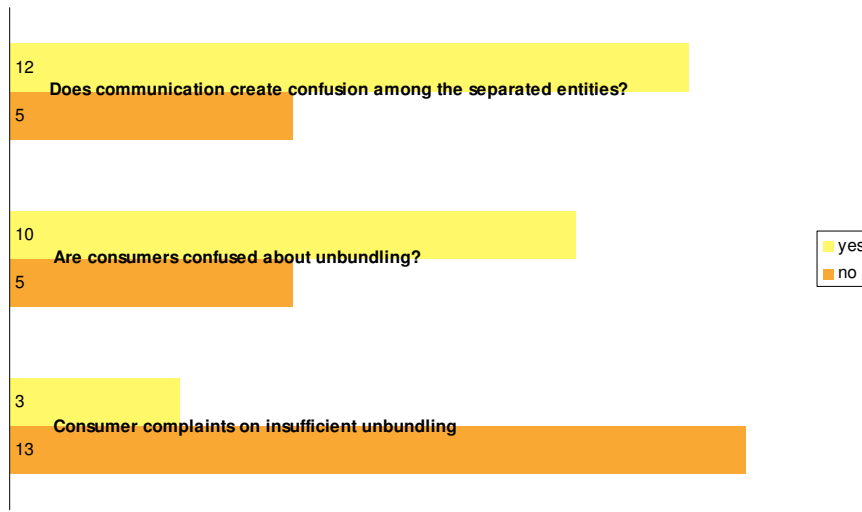 12
Does communication create confusion among the separated entities?
5
10
Are consumers confused about unbundling?
5
yes
no
3
Consumer complaints on insufficient unbundling
13